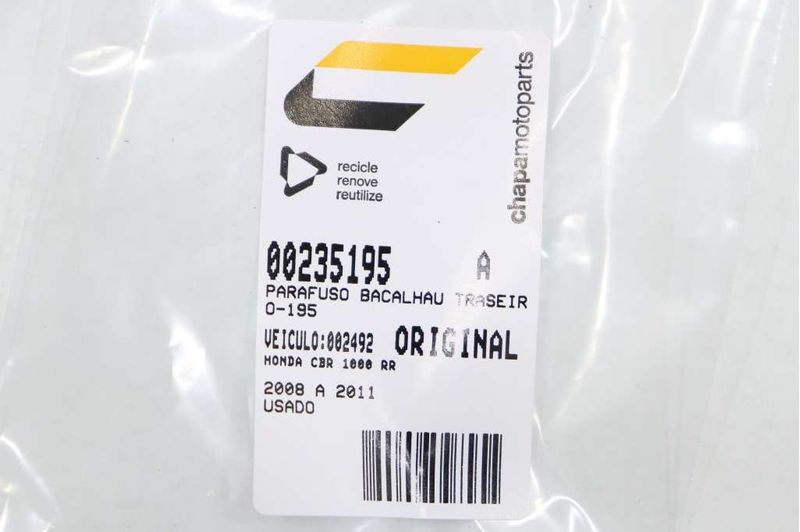 chapamotoparts
recicle
renove
reutilize
00235195 A
PARAFUSO BACALHAU TRASEIR
O-195
VEICULO:002492 ORIGINAL
HONDA CBR 1000 RR
2008 A 2011
USADO